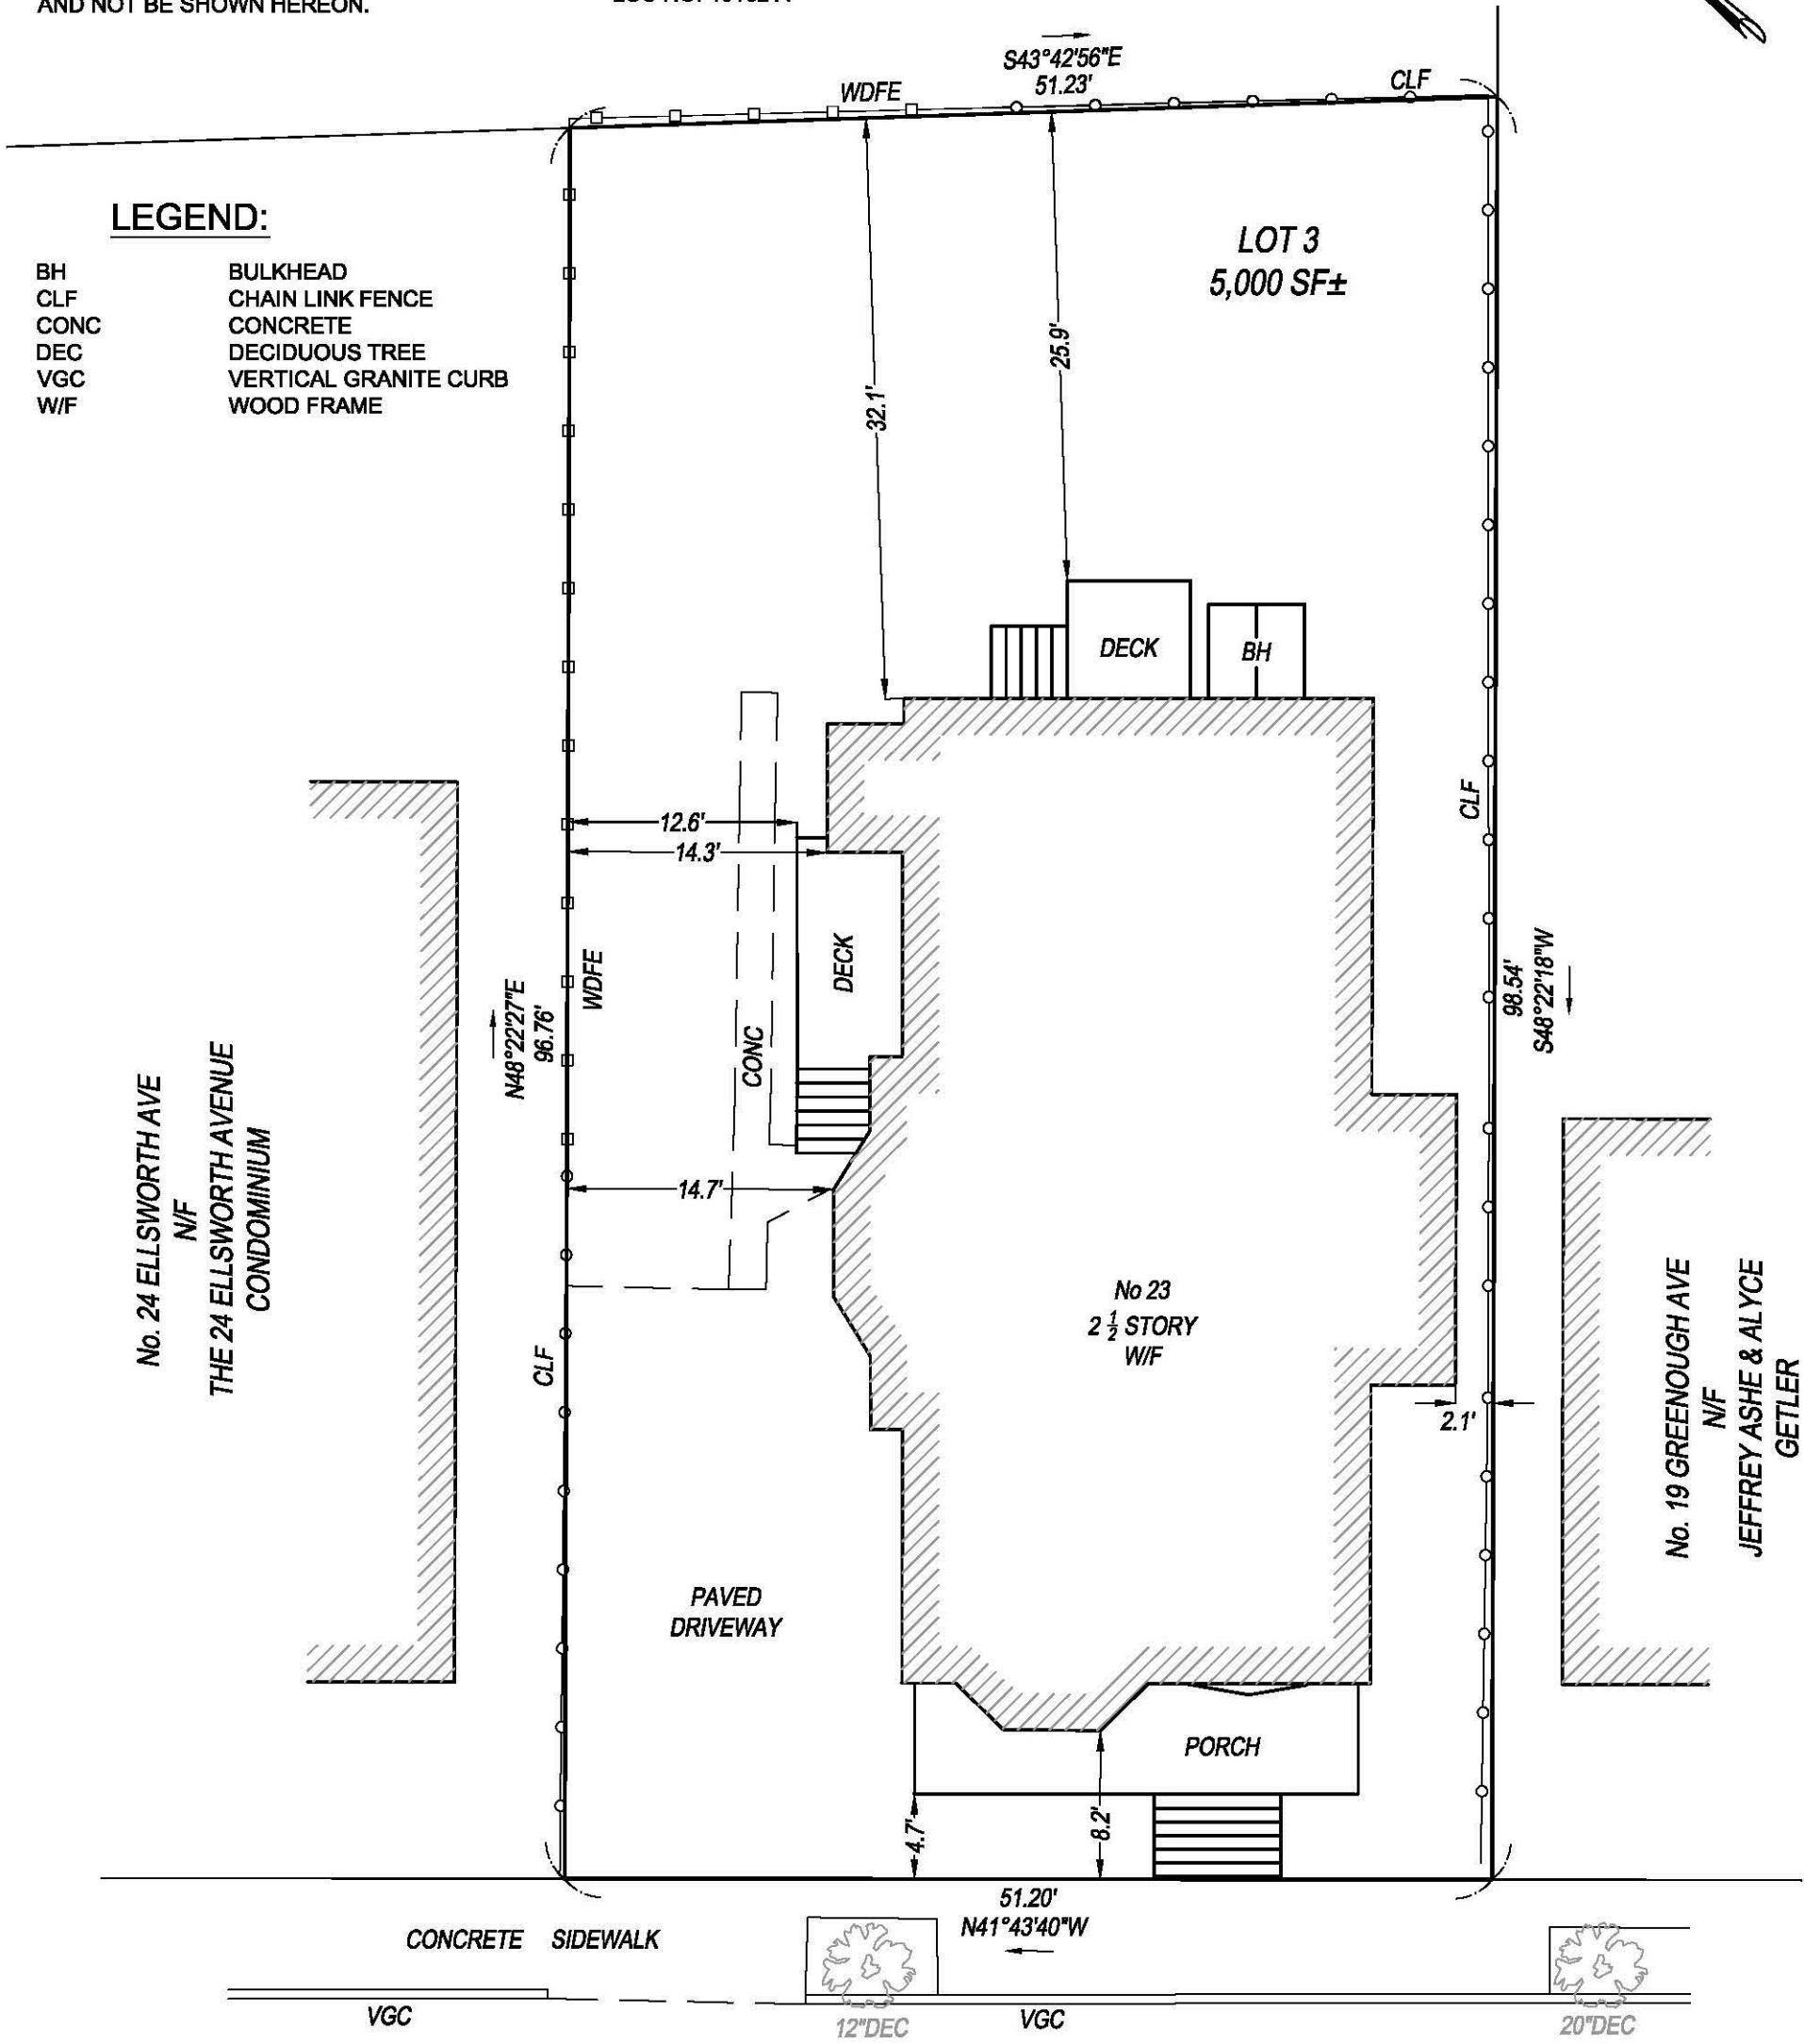 AND NOT BE SHOWN HEREON.
S43°42'56"E
51.23'
WDFE
CLF
LEGEND:
BH BULKHEAD
CLF CHAIN LINK FENCE
CONC CONCRETE
DEC DECIDUOUS TREE
VGC VERTICAL GRANITE CURB
W/F WOOD FRAME
LOT 3
5,000 SF±
32.1'
25.9'
DECK
BH
12.6'
14.3'
CLF
DECK
WDFE
CONC
N48°22'27"E
96.76'
98.54'
S48°22'18"W
No. 24 ELLSWORTH AVE
N/F
THE 24 ELLSWORTH AVENUE
CONDOMINIUM
14.7'
No 23
2 1/2 STORY
W/F
CLF
2.1'
No. 19 GREENOUGH AVE
N/F
JEFFREY ASHE & ALYCE
GETLER
PAVED
DRIVEWAY
PORCH
4.7'
8.2'
51.20'
N41°43'40"W
CONCRETE SIDEWALK
VGC
12"DEC
VGC
20"DEC